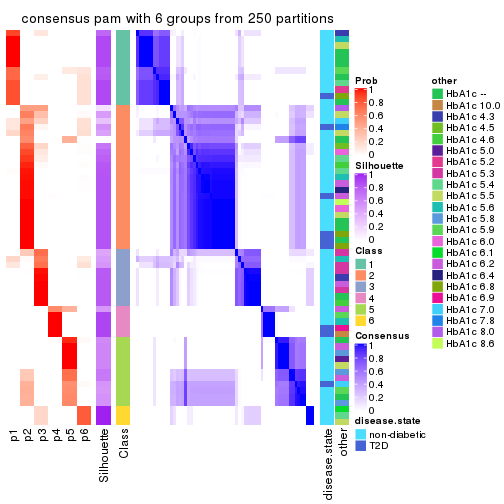 consensus pam with 6 groups from 250 partitions
Prob
1
0.8
0.6
0.4
0.2
0
Silhouette
1
0.8
0.6
0.4
0.2
0
Class
1
2
3
4
5
6
Consensus
1
0.8
0.6
0.4
0.2
0
disease.state
non-diabetic
T2D
other
HbA1c --
HbA1c 10.0
HbA1c 4.3
HbA1c 4.5
HbA1c 4.6
HbA1c 5.0
HbA1c 5.2
HbA1c 5.3
HbA1c 5.4
HbA1c 5.5
HbA1c 5.6
HbA1c 5.8
HbA1c 5.9
HbA1c 6.0
HbA1c 6.1
HbA1c 6.2
HbA1c 6.4
HbA1c 6.8
HbA1c 6.9
HbA1c 7.0
HbA1c 7.8
HbA1c 8.0
HbA1c 8.6
p1
p2
p3
p4
p5
p6
Silhouette
Class
disease.state
other